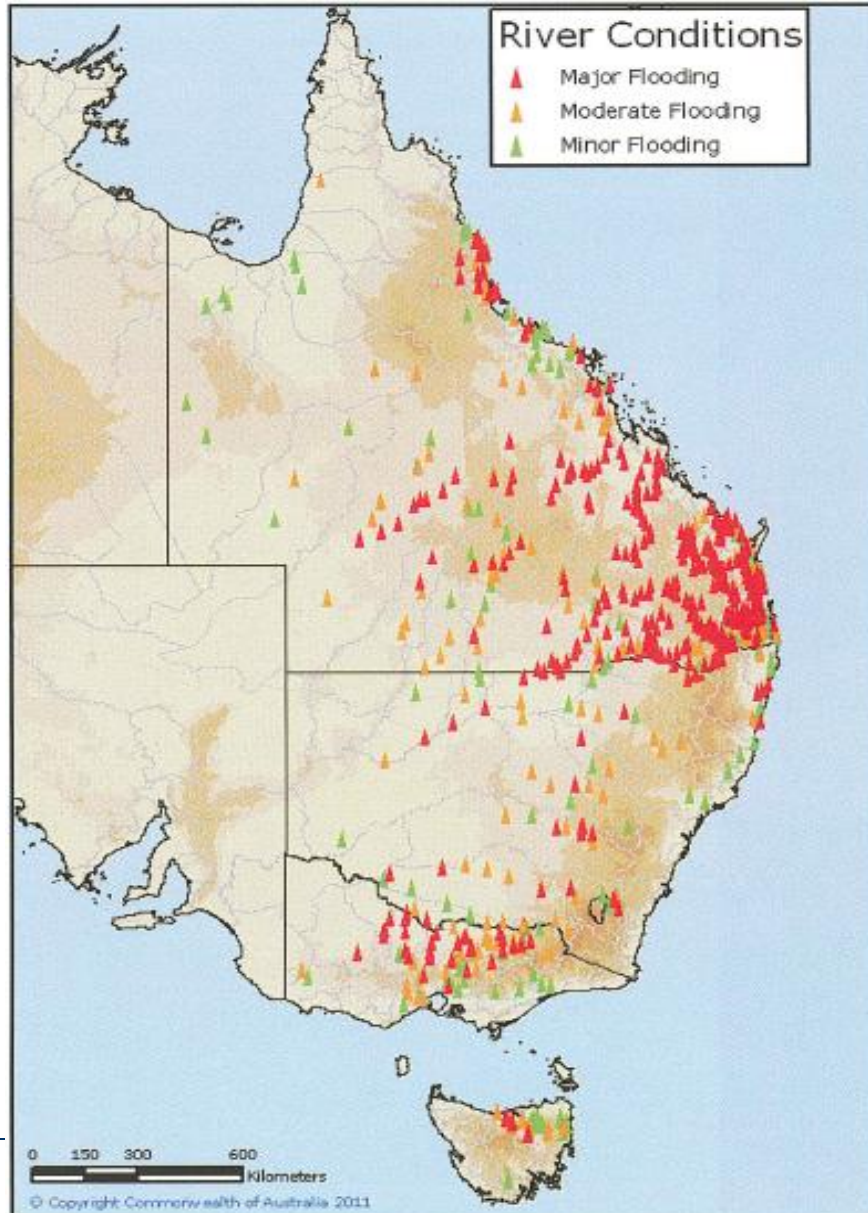 River Conditions
Major Flooding
Moderate Flooding
Minor Flooding
0 150 300 600
Kilometers
© Copyright Commonwealth of Australia 2011